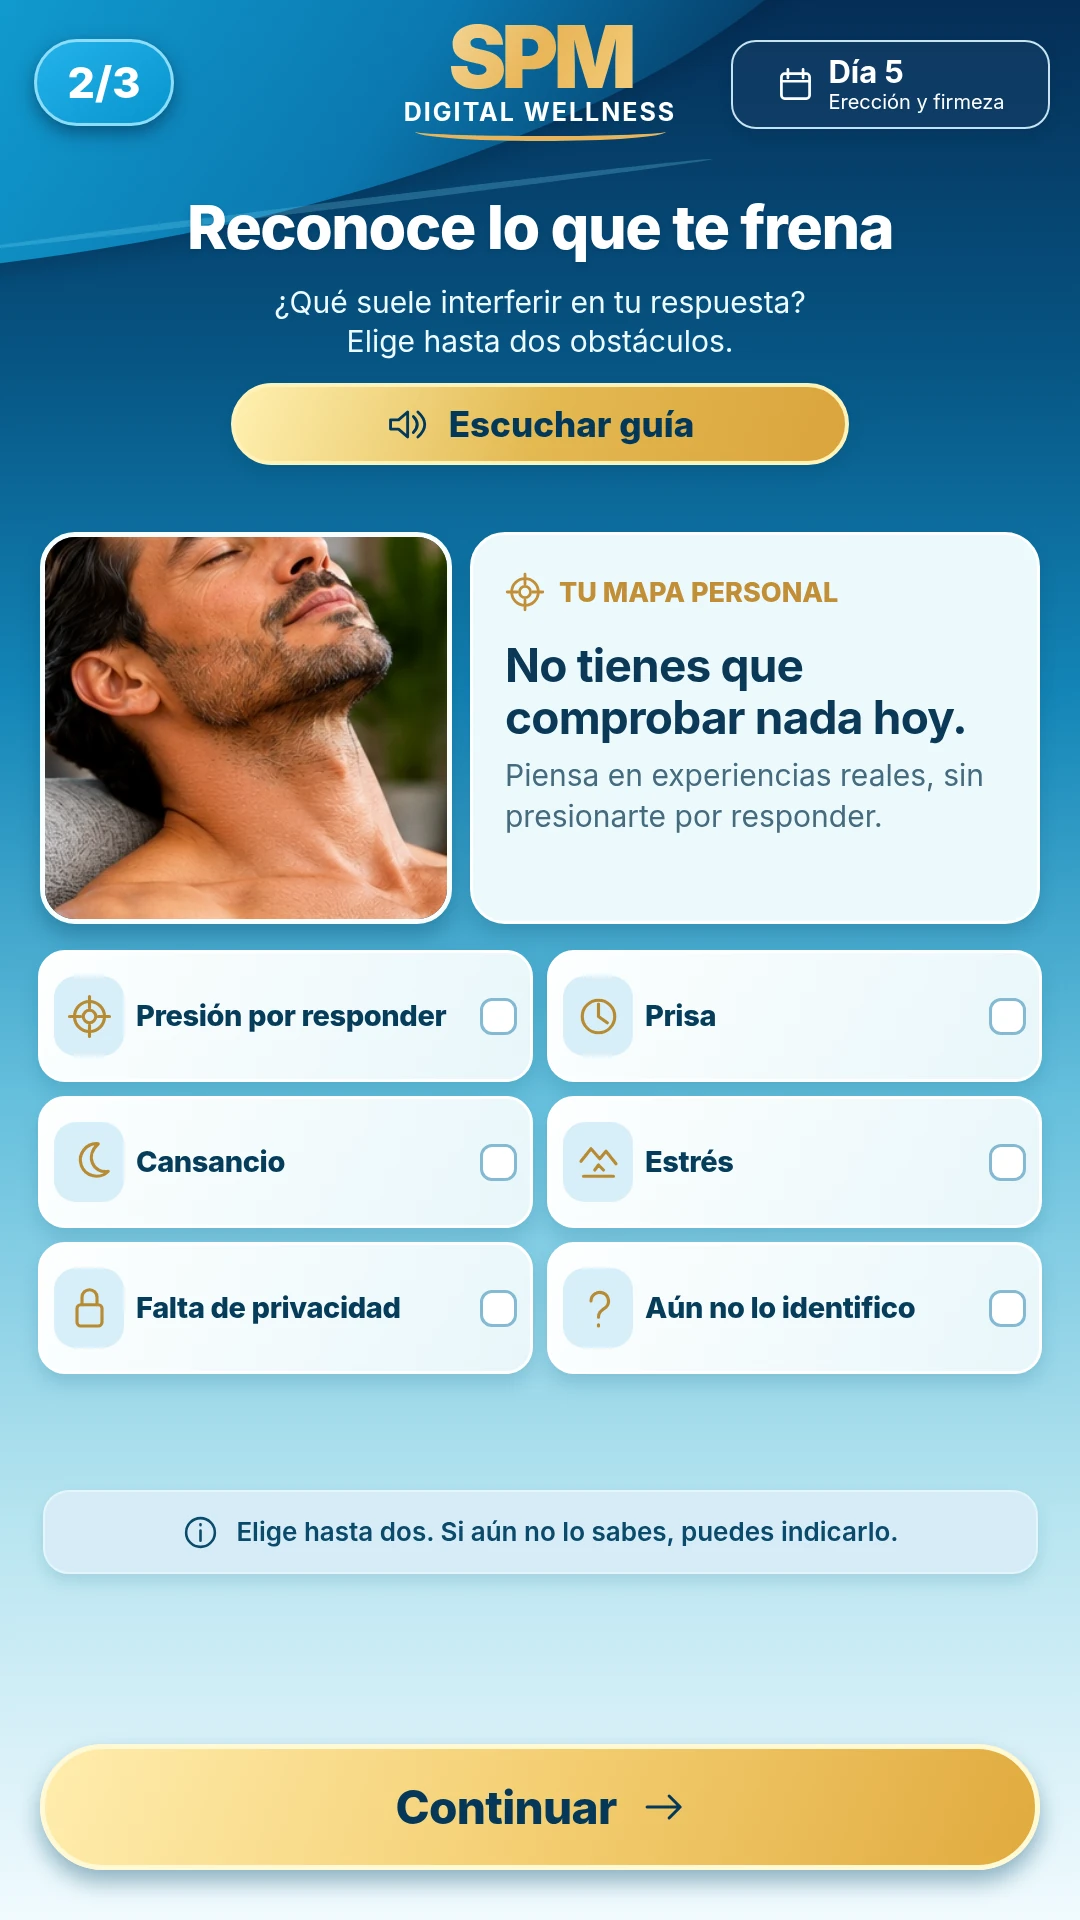 2/3
SPM
DIGITAL WELLNESS
Día 5
Erección y firmeza
Reconoce lo que te frena
¿Qué suele interferir en tu respuesta?
Elige hasta dos obstáculos.
Escuchar guía
TU MAPA PERSONAL
No tienes que
comprobar nada hoy.
Piensa en experiencias reales, sin
presionarte por responder.
Presión por responder
Prisa
Cansancio
Estrés
Falta de privacidad
Aún no lo identifico
Elige hasta dos. Si aún no lo sabes, puedes indicarlo.
Continuar